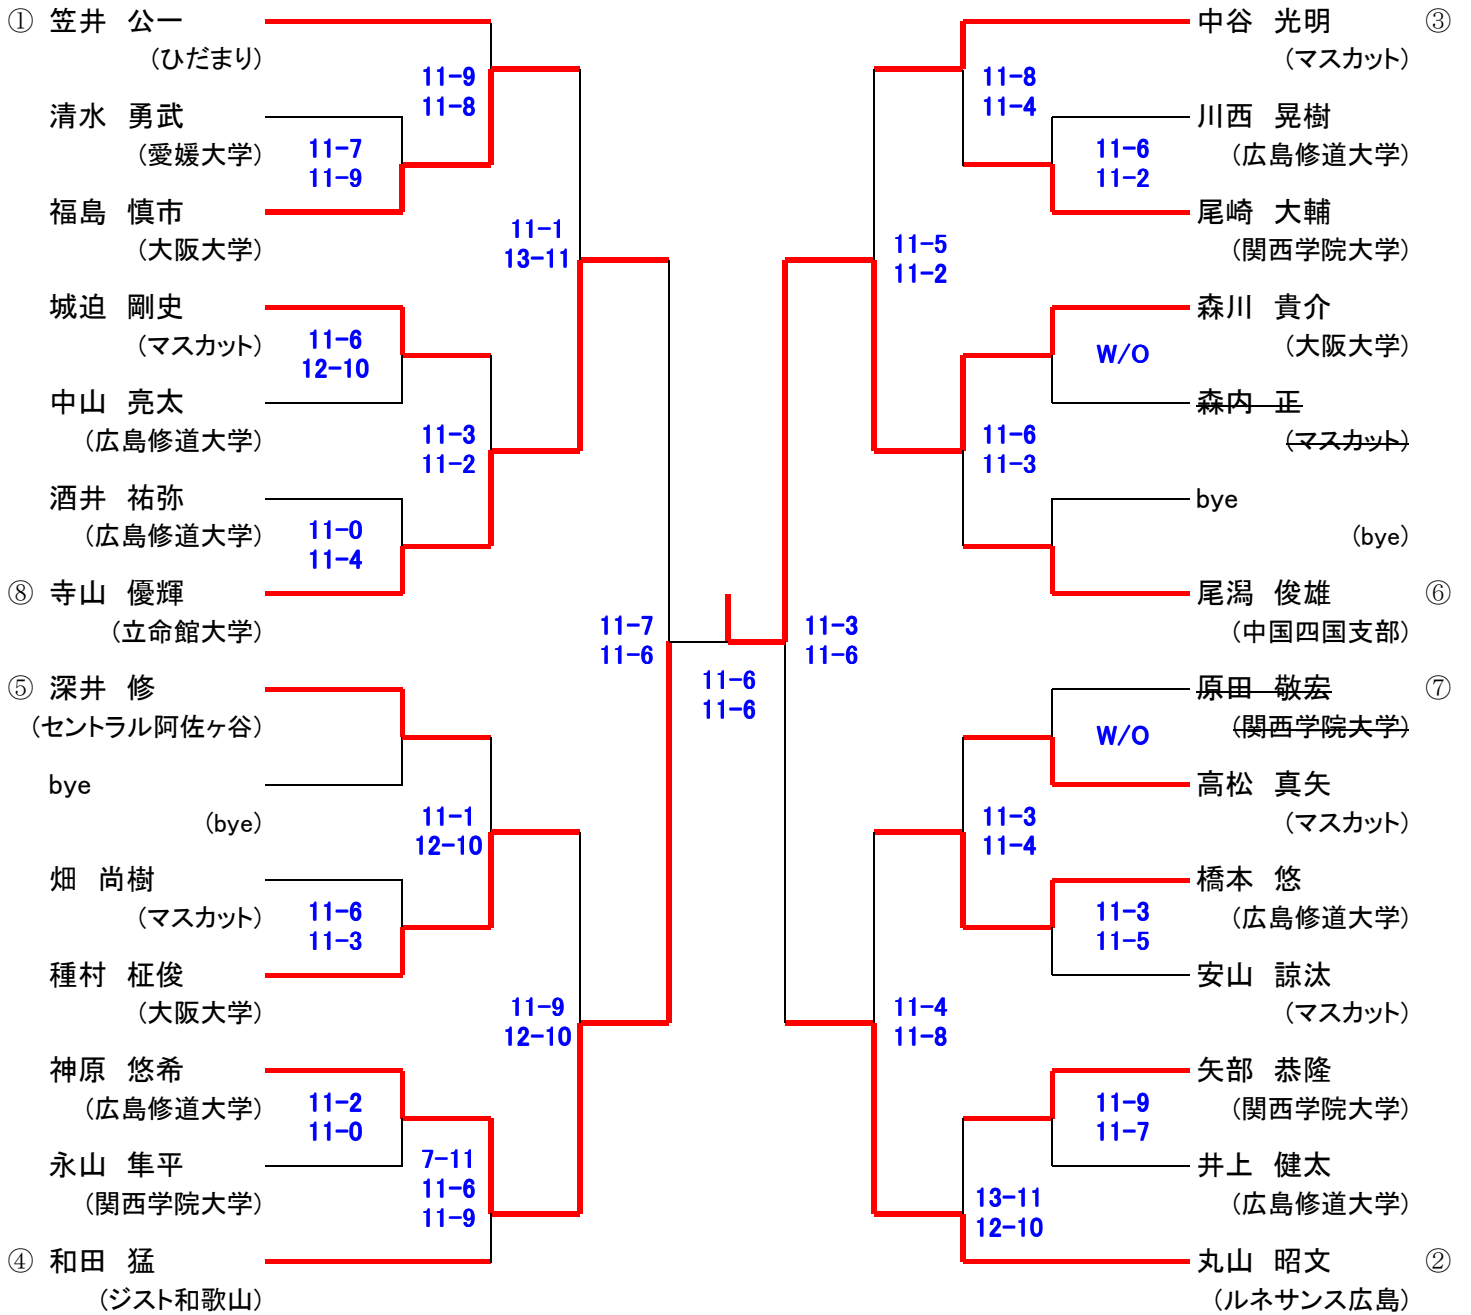 ① 笠井 公一
(ひだまり)
11-9
11-8
清水 勇武
(愛媛大学)
11-7
11-9
福島 慎市
(大阪大学)
11-1
13-11
城迫 剛史
(マスカット)
11-6
12-10
中山 亮太
(広島修道大学)
11-3
11-2
酒井 祐弥
(広島修道大学)
11-0
11-4
⑧ 寺山 優輝
(立命館大学)
11-7
11-6
⑤ 深井 修
(セントラル阿佐ヶ谷)
bye
(bye)
11-1
12-10
畑 尚樹
(マスカット)
11-6
11-3
種村 柾俊
(大阪大学)
11-9
12-10
神原 悠希
(広島修道大学)
11-2
11-0
永山 隼平
(関西学院大学)
7-11
11-6
11-9
④ 和田 猛
(ジスト和歌山)
11-6
11-6
中谷 光明 ③
(マスカット)
11-8
11-4
川西 晃樹
(広島修道大学)
11-6
11-2
尾崎 大輔
(関西学院大学)
11-5
11-2
森川 貴介
(大阪大学)
W/O
森内 正
(マスカット)
11-6
11-3
bye
(bye)
尾潟 俊雄 ⑥
(中国四国支部)
11-3
11-6
原田 敬宏 ⑦
(関西学院大学)
W/O
高松 真矢
(マスカット)
11-3
11-4
橋本 悠
(広島修道大学)
11-3
11-5
安山 諒汰
(マスカット)
11-4
11-8
矢部 恭隆
(関西学院大学)
11-9
11-7
井上 健太
(広島修道大学)
13-11
12-10
丸山 昭文 ②
(ルネサンス広島)